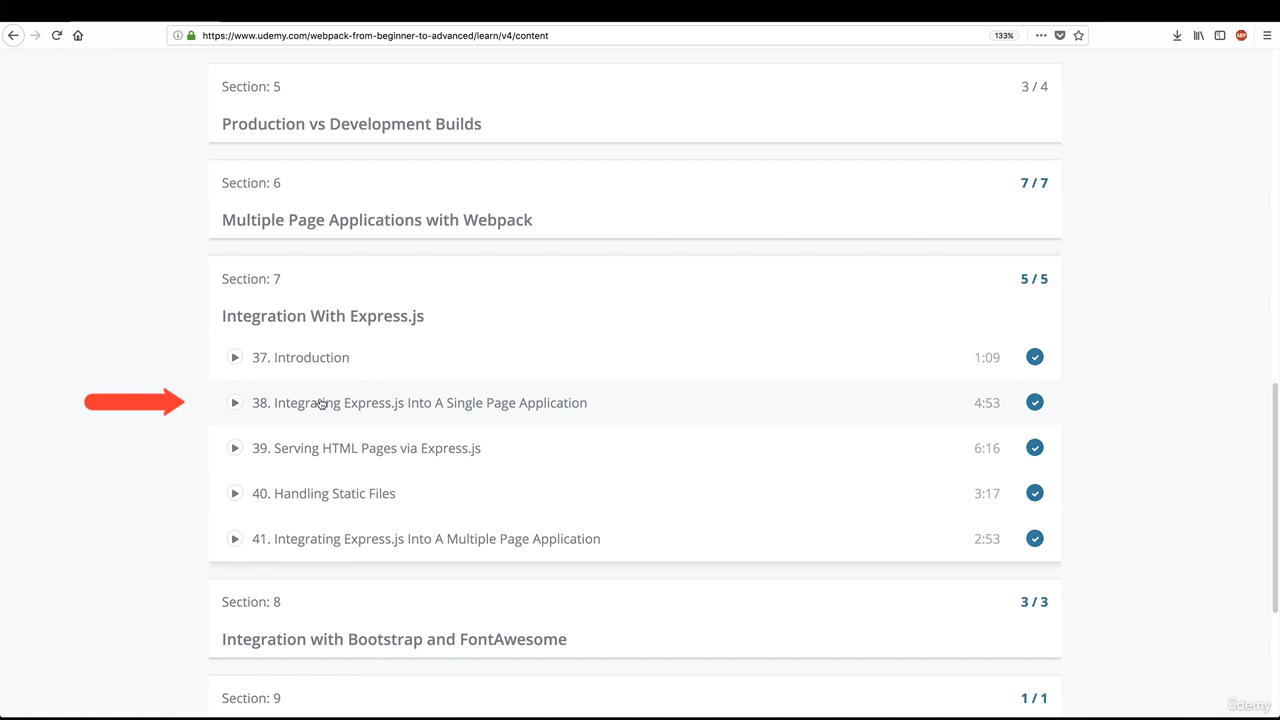 https://www.udemy.com/webpack-from-beginner-to-advanced/learn/v4/content
133%
ABP
Section: 5
3 / 4
Production vs Development Builds
Section: 6
7 / 7
Multiple Page Applications with Webpack
Section: 7
5 / 5
Integration With Express.js
37. Introduction
1:09
38. Integrating Express.js Into A Single Page Application
4:53
39. Serving HTML Pages via Express.js
6:16
40. Handling Static Files
3:17
41. Integrating Express.js Into A Multiple Page Application
2:53
Section: 8
3 / 3
Integration with Bootstrap and FontAwesome
Section: 9
1 / 1
ûdemy